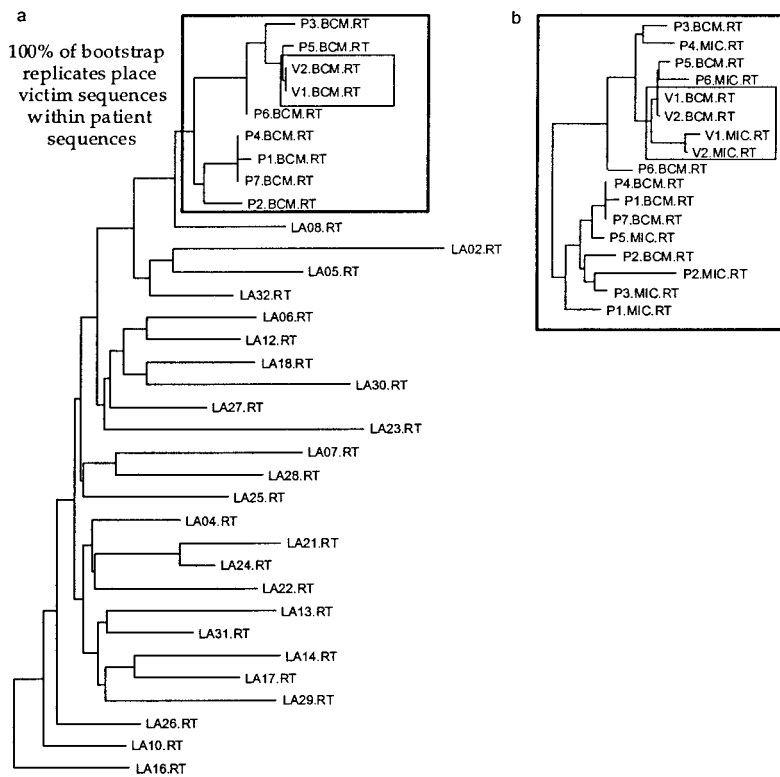 a
100% of bootstrap
replicates place
victim sequences
within patient
sequences
P3.BCM.RT
P5.BCM.RT
V2.BCM.RT
V1.BCM.RT
P6.BCM.RT
P4.BCM.RT
P1.BCM.RT
P7.BCM.RT
P2.BCM.RT
LA08.RT
LA02.RT
LA05.RT
LA32.RT
LA06.RT
LA12.RT
LA18.RT
LA30.RT
LA27.RT
LA23.RT
LA07.RT
LA28.RT
LA25.RT
LA04.RT
LA21.RT
LA24.RT
LA22.RT
LA13.RT
LA31.RT
LA14.RT
LA17.RT
LA29.RT
LA26.RT
LA10.RT
LA16.RT
b
P3.BCM.RT
P4.MIC.RT
P5.BCM.RT
P6.MIC.RT
V1.BCM.RT
V2.BCM.RT
V1.MIC.RT
V2.MIC.RT
P6.BCM.RT
P4.BCM.RT
P1.BCM.RT
P7.BCM.RT
P5.MIC.RT
P2.BCM.RT
P2.MIC.RT
P3.MIC.RT
P1.MIC.RT